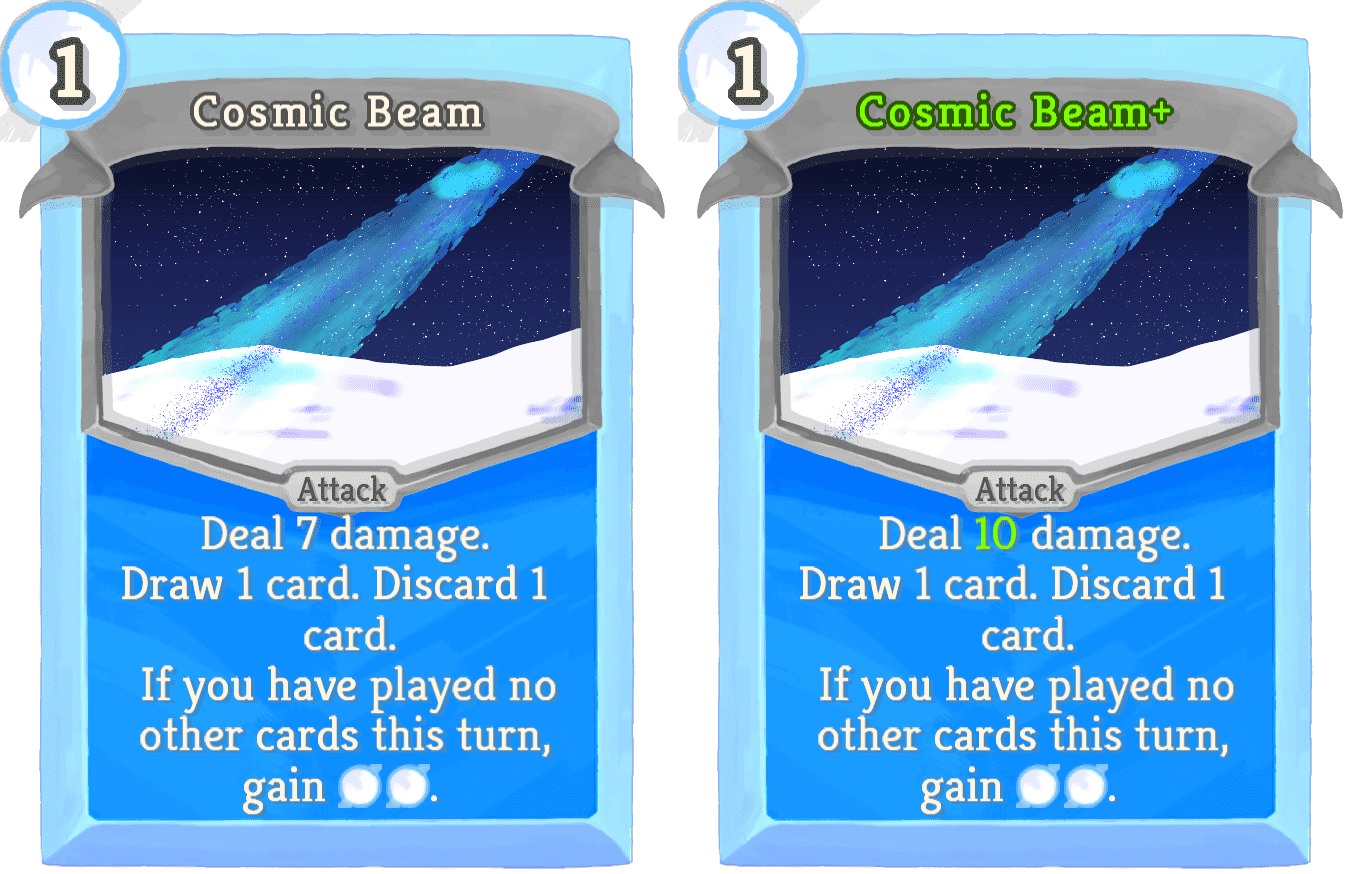 1
Cosmic Beam
Attack
Deal 7 damage.
Draw 1 card. Discard 1
card.
If you have played no
other cards this turn,
gain .
1
Cosmic Beam+
Attack
Deal 10 damage.
Draw 1 card. Discard 1
card.
If you have played no
other cards this turn,
gain .